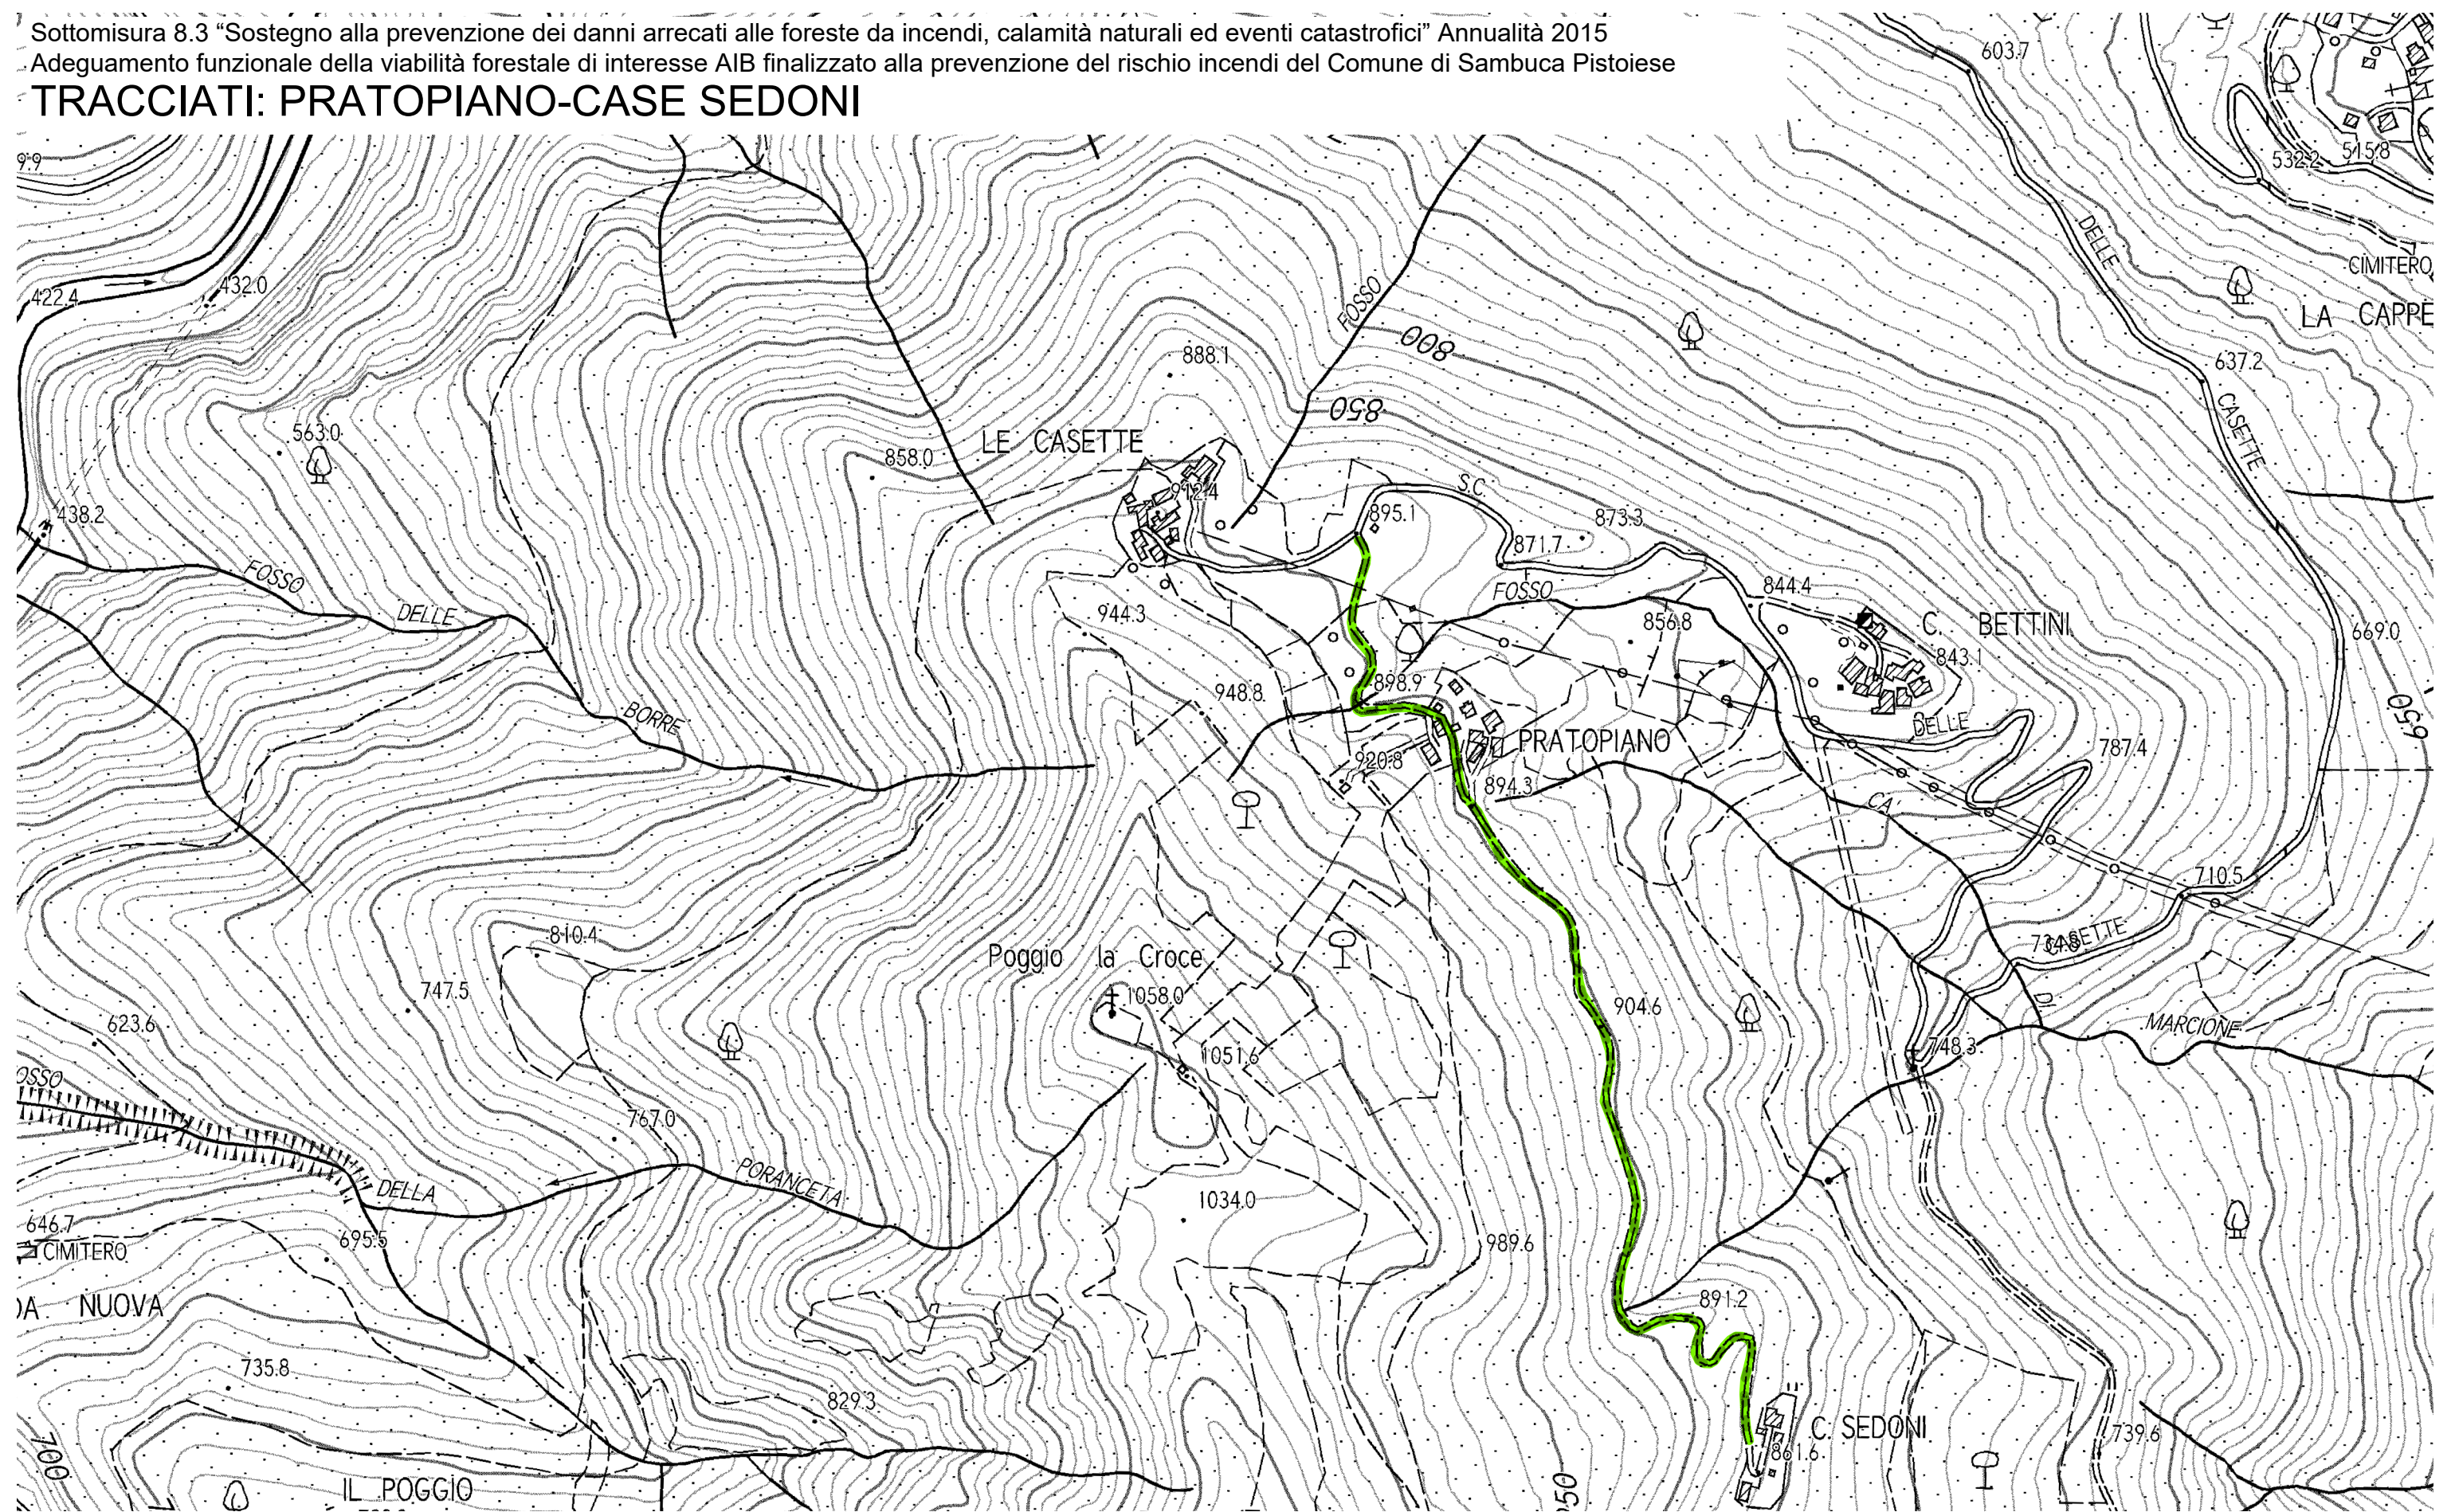 Sottomisura 8.3 “Sostegno alla prevenzione dei danni arrecati alle foreste da incendi, calamità naturali ed eventi catastrofici” Annualità 2015
Adeguamento funzionale della viabilità forestale di interesse AIB finalizzato alla prevenzione del rischio incendi del Comune di Sambuca Pistoiese
TRACCIATI: PRATOPIANO-CASE SEDONI
603.7
9.9
532.2
515.8
DELLE
CIMITERO
422.4
432.0
LA CAPPE
FOSSO
800
888.1
637.2
850
CASETTE
563.0
LE CASETTE
858.0
912.4
S.C.
895.1
873.3
438.2
871.7
FOSSO
DELLE
944.3
FOSSO
844.4
856.8
C. BETTINI
669.0
843.1
948.8
898.9
BORRE
650
DELLE
PRATOPIANO
787.4
920.8
894.3
CA
710.5
810.4
Poggio la Croce
CASETTE
747.5
1058.0
904.6
DI
623.6
MARCIONE
1051.6
748.3
OSSO
767.0
DELLA
PORANCETA
1034.0
646.7
695.5
989.6
CIMITERO
DA NUOVA
891.2
735.8
829.3
C. SEDONI
739.6
861.6
700
IL POGGIO
950